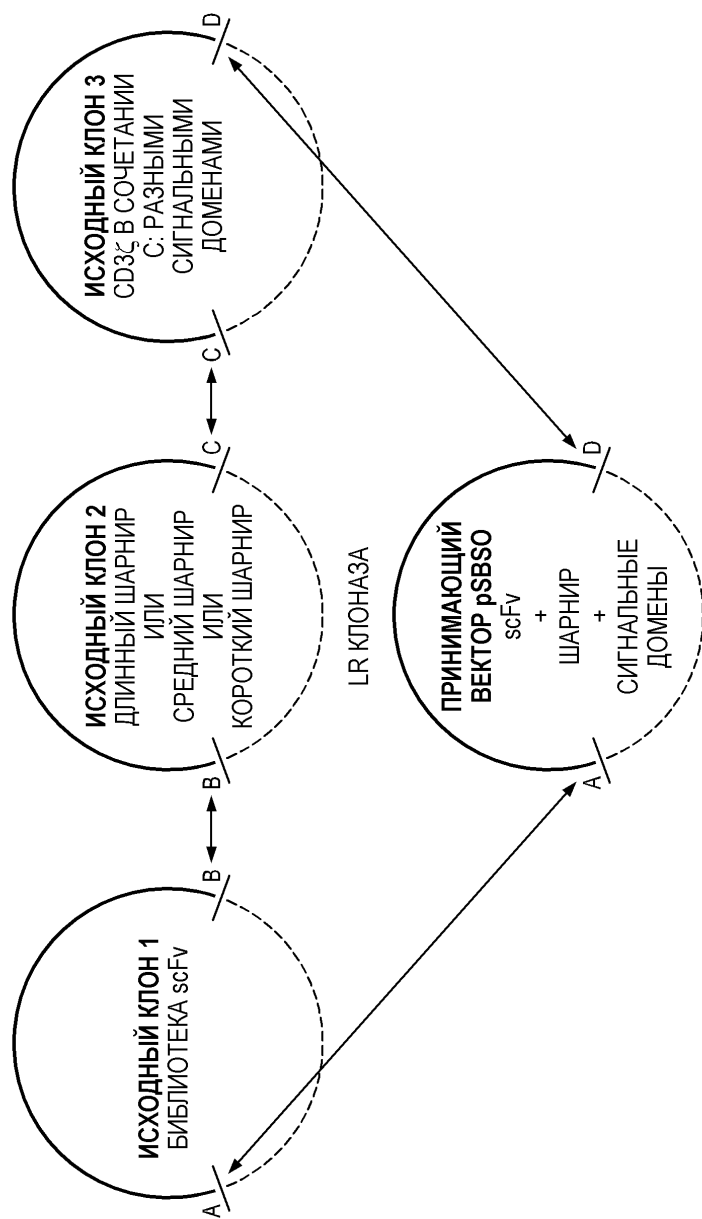 ИСХОДНЫЙ КЛОН 1
БИБЛИОТЕКА scFv
A
B
ИСХОДНЫЙ КЛОН 2
ДЛИННЫЙ ШАРНИР
ИЛИ
СРЕДНИЙ ШАРНИР
ИЛИ
КОРОТКИЙ ШАРНИР
B
C
ИСХОДНЫЙ КЛОН 3
CD3ζ В СОЧЕТАНИИ
С: РАЗНЫМИ
СИГНАЛЬНЫМИ
ДОМЕНАМИ
C
D
LR КЛОНАЗА
ПРИНИМАЮЩИЙ
ВЕКТОР pSBSO
scFv
+
ШАРНИР
+
СИГНАЛЬНЫЕ
ДОМЕНЫ
A
D